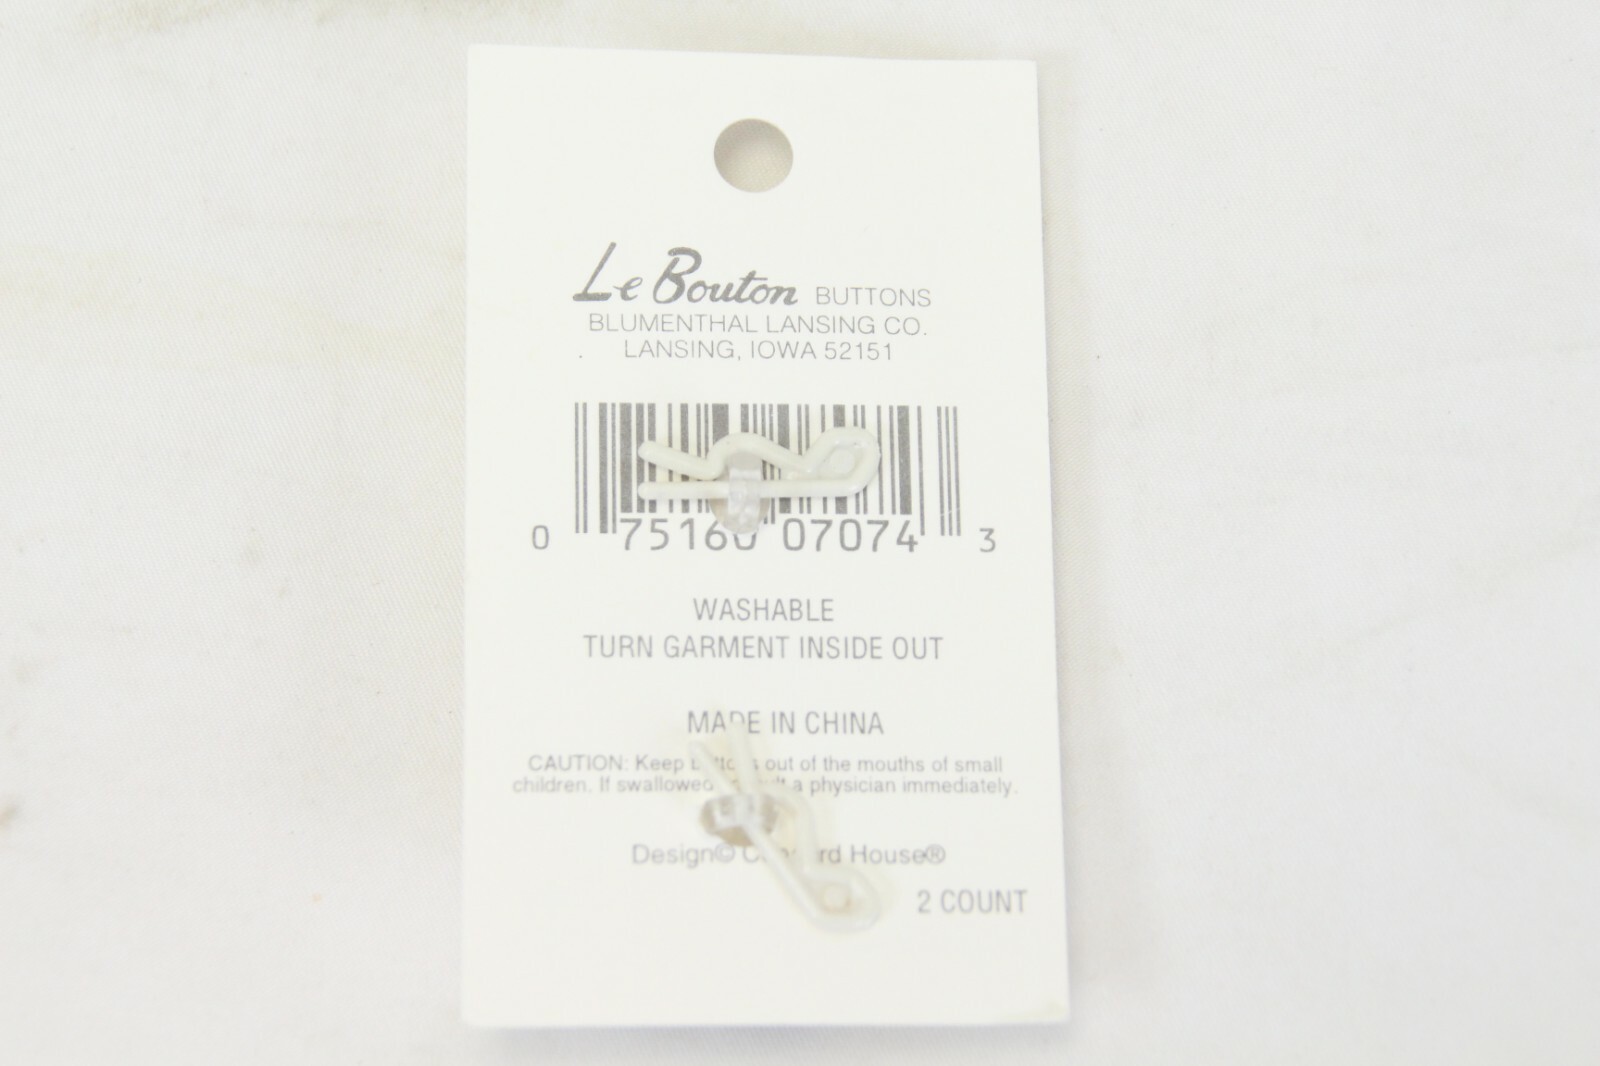 Le Bouton BUTTONS
BLUMENTHAL LANSING CO.
LANSING, IOWA 52151
0 75160 07074 3
WASHABLE
TURN GARMENT INSIDE OUT
MADE IN CHINA
CAUTION: Keep buttons out of the mouths of small
children. If swallowed consult a physician immediately.
Design© House®
2 COUNT